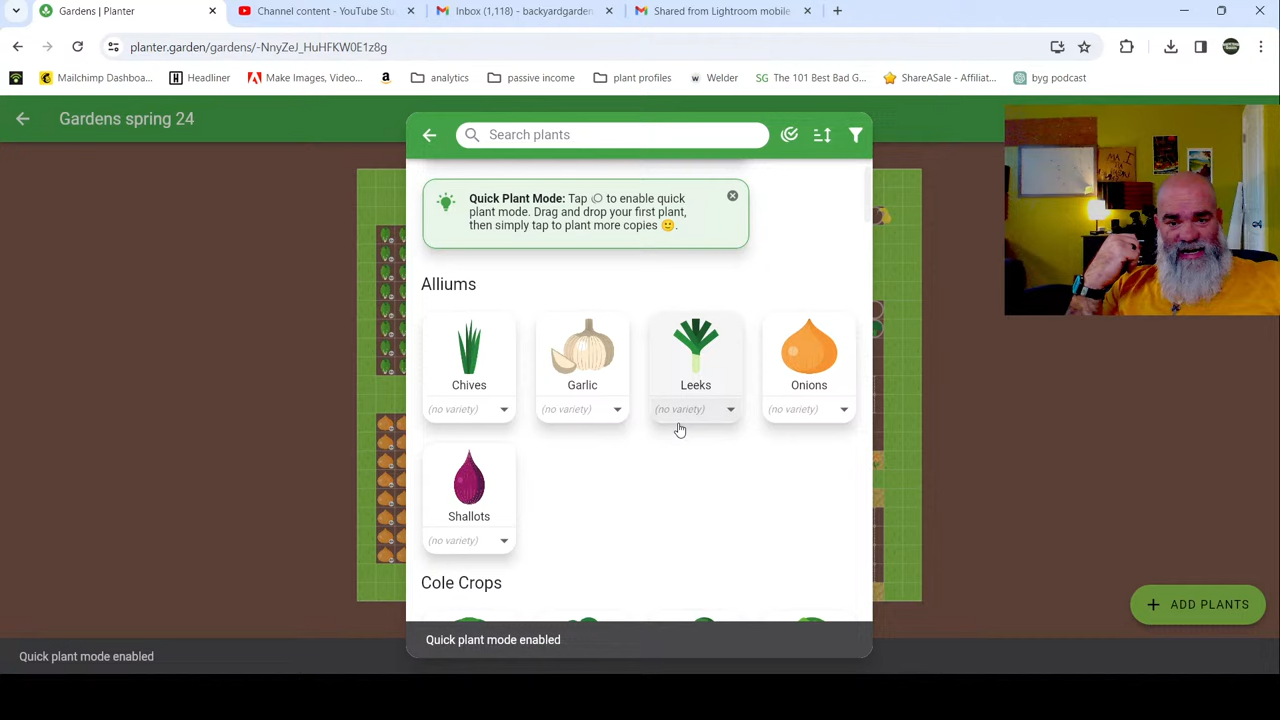 Gardens | Planter
Channel content - YouTube Stu
Inbox (1,118) - backyardgarden
Shared from Lightroom mobile
planter.garden/gardens/-NnyZeJ_HuHFKW0E1z8g
Mailchimp Dashboa...
Headliner
Make Images, Video...
analytics
passive income
plant profiles
Welder
SG The 101 Best Bad G...
ShareASale - Affiliat...
byg podcast
Gardens spring 24
Search plants
Quick Plant Mode: Tap to enable quick
plant mode. Drag and drop your first plant,
then simply tap to plant more copies 🙂.
Alliums
Chives
Garlic
Leeks
Onions
(no variety)
(no variety)
(no variety)
(no variety)
Shallots
(no variety)
Cole Crops
+ ADD PLANTS
Quick plant mode enabled
Quick plant mode enabled